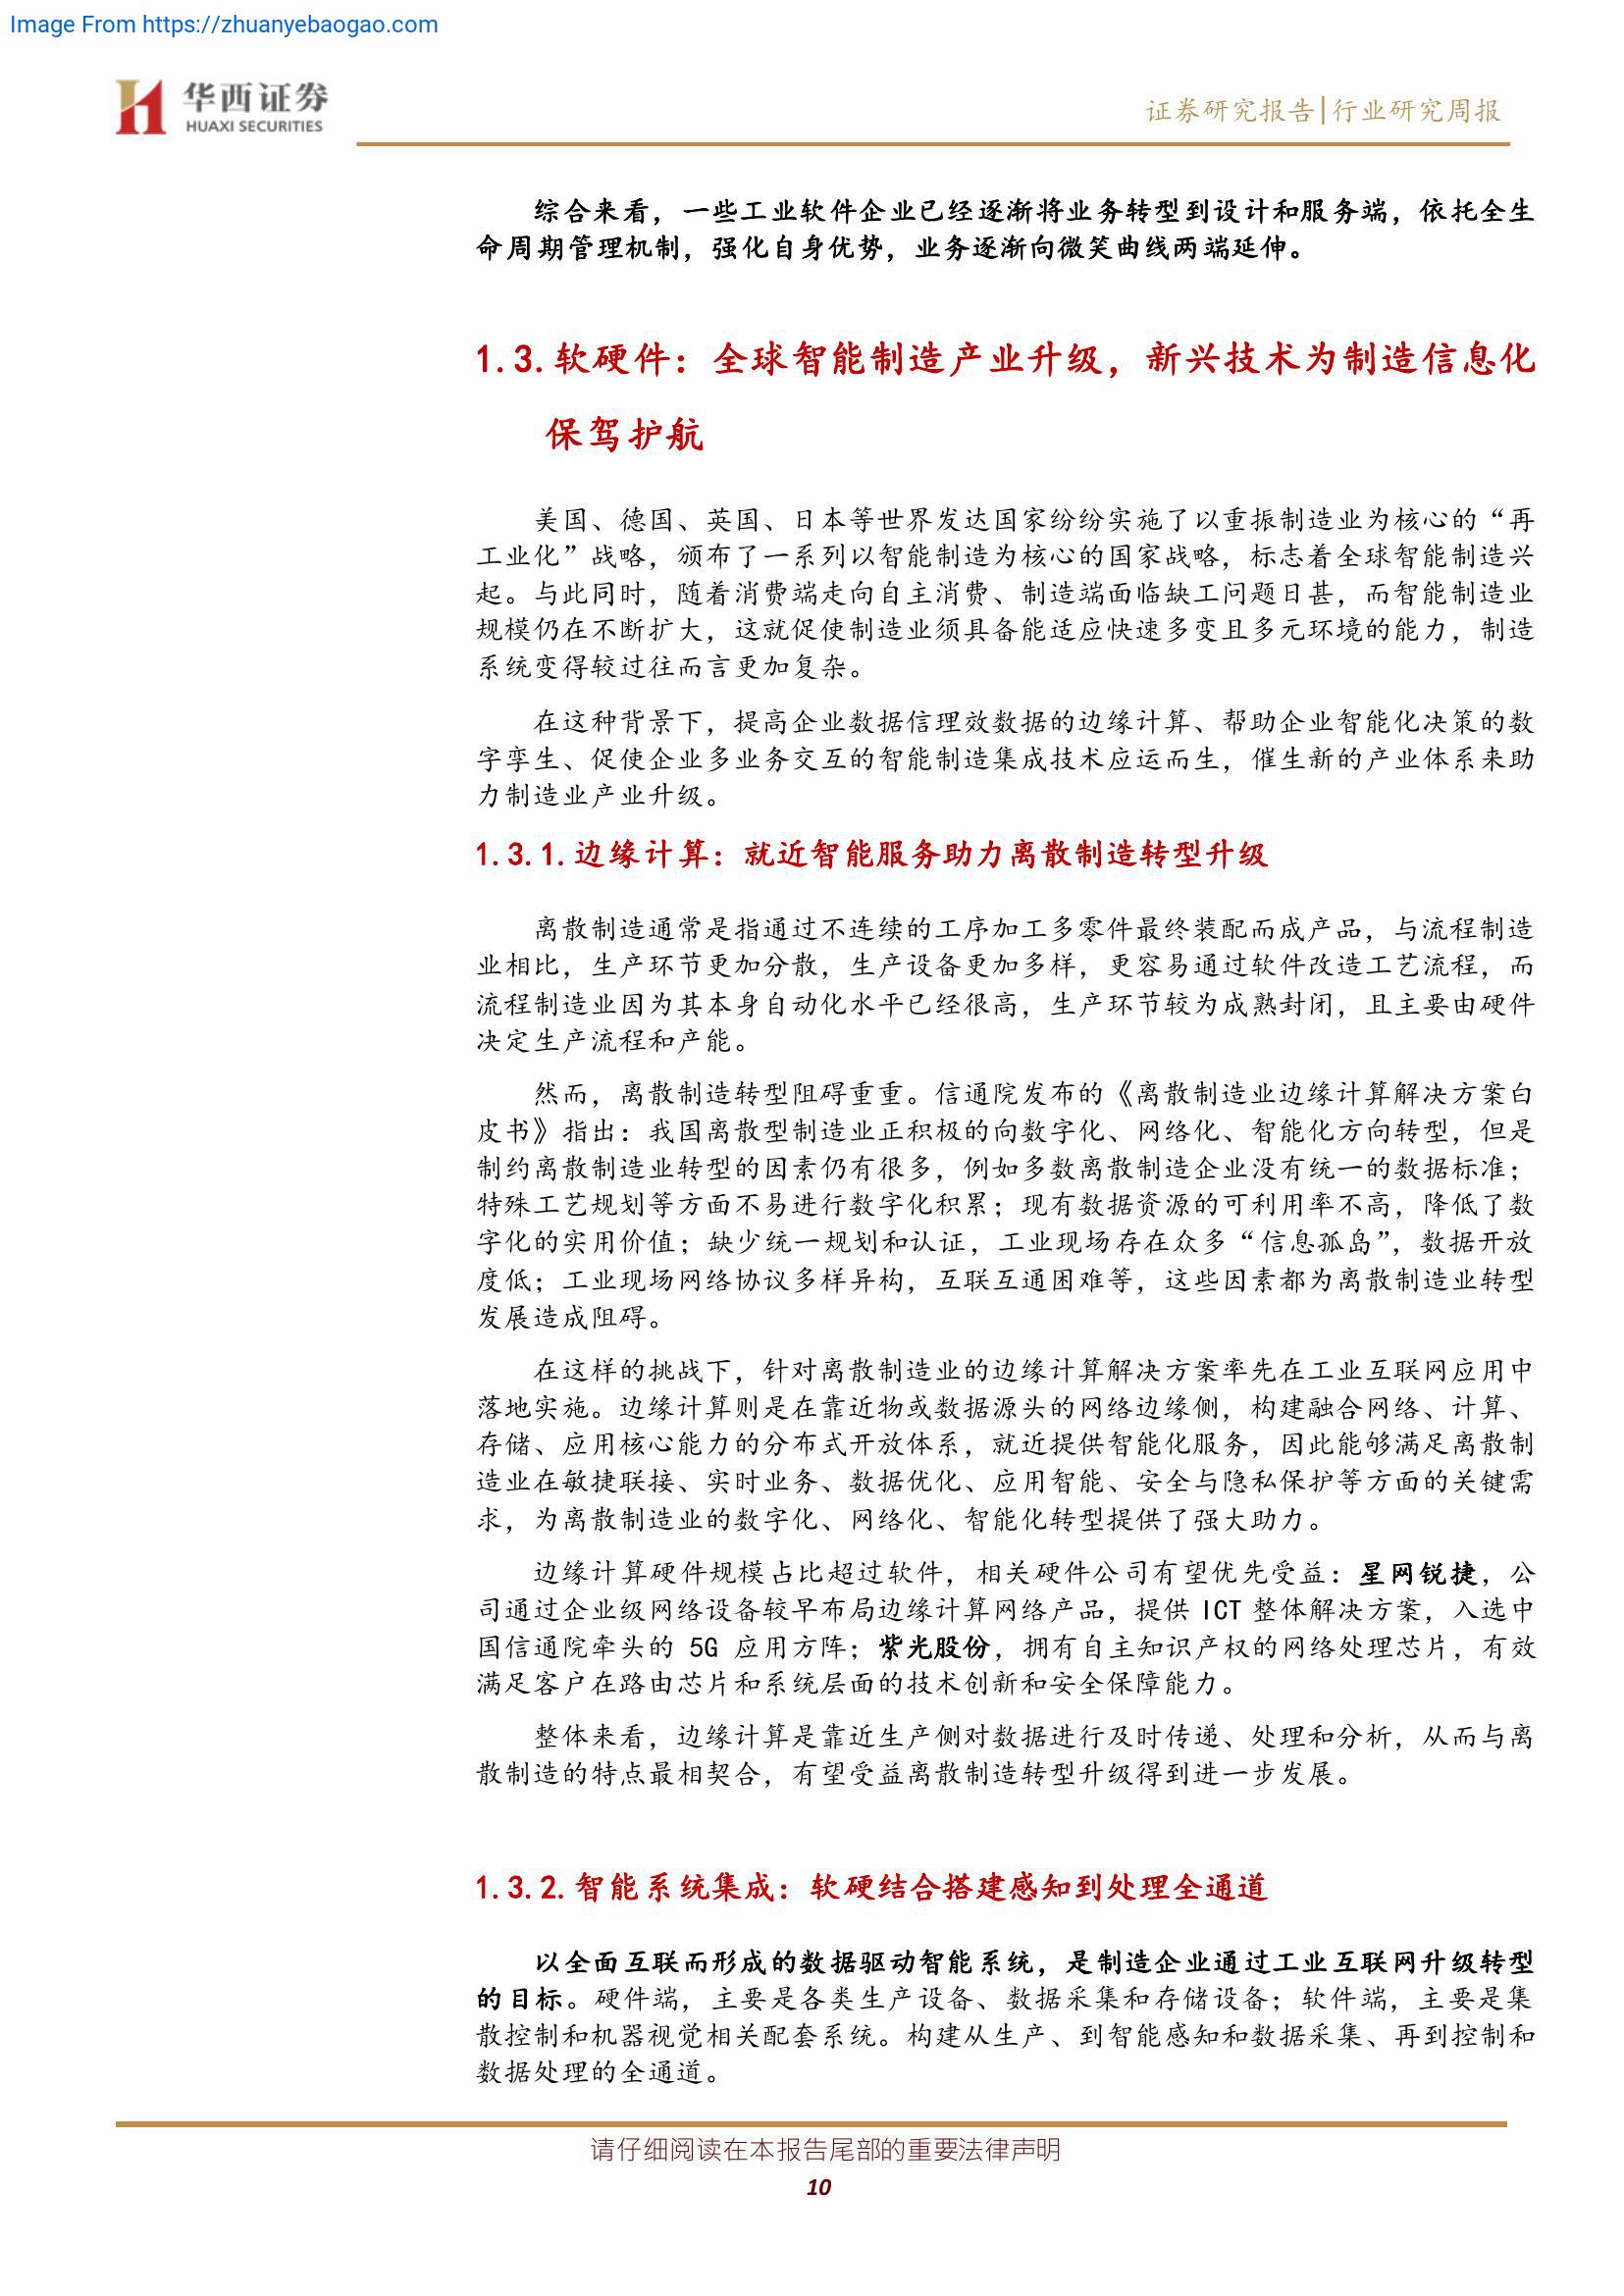 Image From https://zhuanyebaogao.com
华西证券
HUAXI SECURITIES
证券研究报告|行业研究周报
综合来看，一些工业软件企业已经逐渐将业务转型到设计和服务端，依托全生
命周期管理机制，强化自身优势，业务逐渐向微笑曲线两端延伸。
1.3.软硬件：全球智能制造产业升级，新兴技术为制造信息化
保驾护航
美国、德国、英国、日本等世界发达国家纷纷实施了以重振制造业为核心的“再
工业化”战略，颁布了一系列以智能制造为核心的国家战略，标志着全球智能制造兴
起。与此同时，随着消费端走向自主消费、制造端面临缺工问题日甚，而智能制造业
规模仍在不断扩大，这就促使制造业须具备能适应快速多变且多元环境的能力，制造
系统变得较过往而言更加复杂。
在这种背景下，提高企业数据信理效数据的边缘计算、帮助企业智能化决策的数
字孪生、促使企业多业务交互的智能制造集成技术应运而生，催生新的产业体系来助
力制造业产业升级。
1.3.1.边缘计算：就近智能服务助力离散制造转型升级
离散制造通常是指通过不连续的工序加工多零件最终装配而成产品，与流程制造
业相比，生产环节更加分散，生产设备更加多样，更容易通过软件改造工艺流程，而
流程制造业因为其本身自动化水平已经很高，生产环节较为成熟封闭，且主要由硬件
决定生产流程和产能。
然而，离散制造转型阻碍重重。信通院发布的《离散制造业边缘计算解决方案白
皮书》指出：我国离散型制造业正积极的向数字化、网络化、智能化方向转型，但是
制约离散制造业转型的因素仍有很多，例如多数离散制造企业没有统一的数据标准；
特殊工艺规划等方面不易进行数字化积累；现有数据资源的可利用率不高，降低了数
字化的实用价值；缺少统一规划和认证，工业现场存在众多“信息孤岛”，数据开放
度低；工业现场网络协议多样异构，互联互通困难等，这些因素都为离散制造业转型
发展造成阻碍。
在这样的挑战下，针对离散制造业的边缘计算解决方案率先在工业互联网应用中
落地实施。边缘计算则是在靠近物或数据源头的网络边缘侧，构建融合网络、计算、
存储、应用核心能力的分布式开放体系，就近提供智能化服务，因此能够满足离散制
造业在敏捷联接、实时业务、数据优化、应用智能、安全与隐私保护等方面的关键需
求，为离散制造业的数字化、网络化、智能化转型提供了强大助力。
边缘计算硬件规模占比超过软件，相关硬件公司有望优先受益：星网锐捷，公
司通过企业级网络设备较早布局边缘计算网络产品，提供 ICT 整体解决方案，入选中
国信通院牵头的 5G 应用方阵；紫光股份，拥有自主知识产权的网络处理芯片，有效
满足客户在路由芯片和系统层面的技术创新和安全保障能力。
整体来看，边缘计算是靠近生产侧对数据进行及时传递、处理和分析，从而与离
散制造的特点最相契合，有望受益离散制造转型升级得到进一步发展。
1.3.2.智能系统集成：软硬结合搭建感知到处理全通道
以全面互联而形成的数据驱动智能系统，是制造企业通过工业互联网升级转型
的目标。硬件端，主要是各类生产设备、数据采集和存储设备；软件端，主要是集
散控制和机器视觉相关配套系统。构建从生产、到智能感知和数据采集、再到控制和
数据处理的全通道。
请仔细阅读在本报告尾部的重要法律声明
10